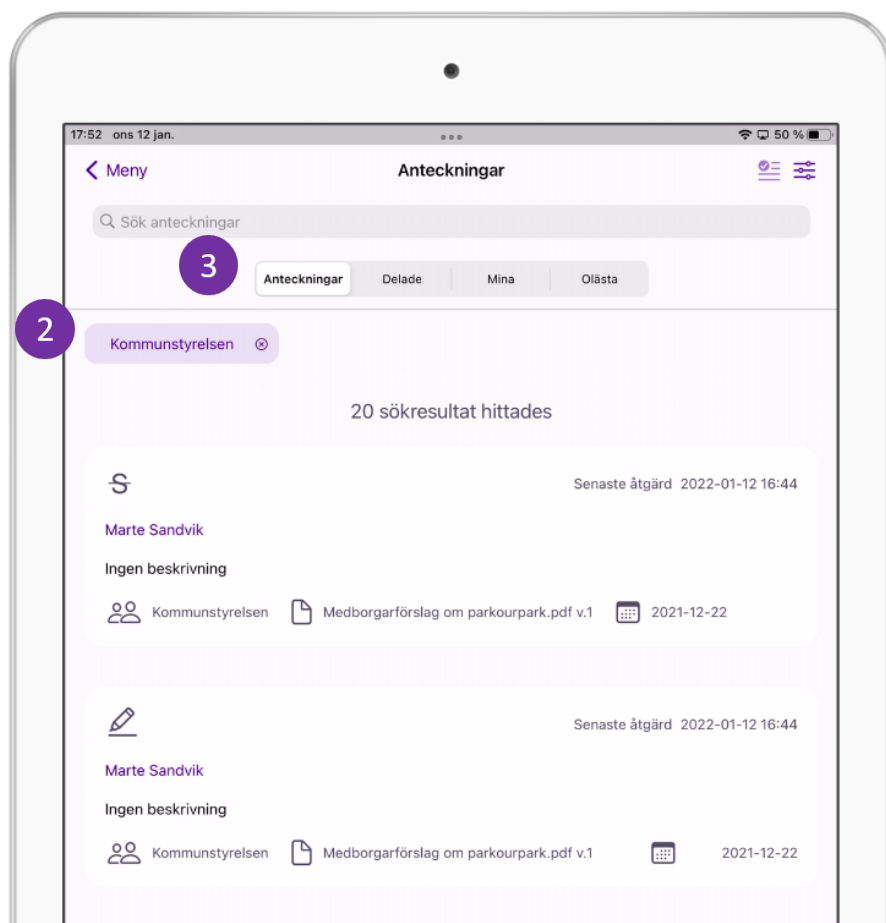 17:52 ons 12 jan. 50 %
Meny Anteckningar
Sök anteckningar
3
Anteckningar Delade Mina Olästa
2
Kommunstyrelsen
20 sökresultat hittades
S Senaste åtgärd 2022-01-12 16:44
Marte Sandvik
Ingen beskrivning
Kommunstyrelsen Medborgarförslag om parkourpark.pdf v.1 2021-12-22
Senaste åtgärd 2022-01-12 16:44
Marte Sandvik
Ingen beskrivning
Kommunstyrelsen Medborgarförslag om parkourpark.pdf v.1 2021-12-22